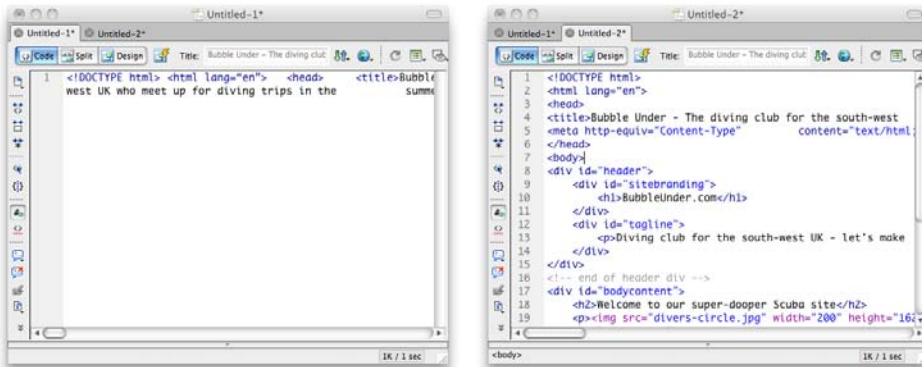 Untitled-1*
Untitled-1* Untitled-2*
Code Split Design Title: Bubble Under - The diving club
1 <!DOCTYPE html> <html lang="en"> <head> <title>Bubble
west UK who meet up for diving trips in the summe
1K / 1 sec
Untitled-2*
Untitled-1* Untitled-2*
Code Split Design Title: Bubble Under - The diving club
1 <!DOCTYPE html>
2 <html lang="en">
3 <head>
4 <title>Bubble Under - The diving club for the south-west
5 <meta http-equiv="Content-Type" content="text/html;
6 </head>
7 <body>
8 <div id="header">
9 <div id="sitebranding">
10 <h1>BubbleUnder.com</h1>
11 </div>
12 <div id="tagline">
13 <p>Diving club for the south-west UK - let's make
14 </div>
15 </div>
16 <!-- end of header div -->
17 <div id="bodycontent">
18 <h2>Welcome to our super-dooper Scuba site</h2>
19 <p><img src="divers-circle.jpg" width="200" height="162
<body>
1K / 1 sec